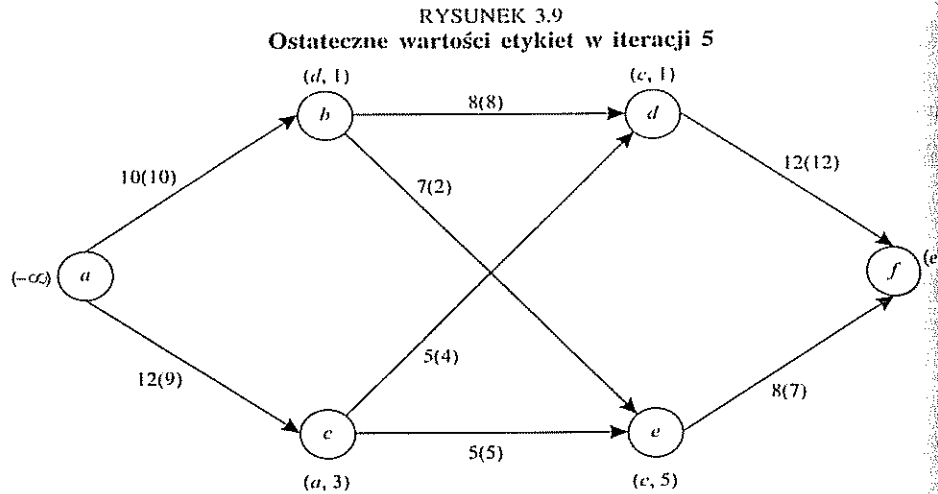 RYSUNEK 3.9
Ostateczne wartości etykiet w iteracji 5
(d, 1)
(c, 1)
b
8(8)
d
10(10)
7(2)
12(12)
(-∞)
a
f
(e
12(9)
5(4)
8(7)
c
5(5)
e
(a, 3)
(c, 5)